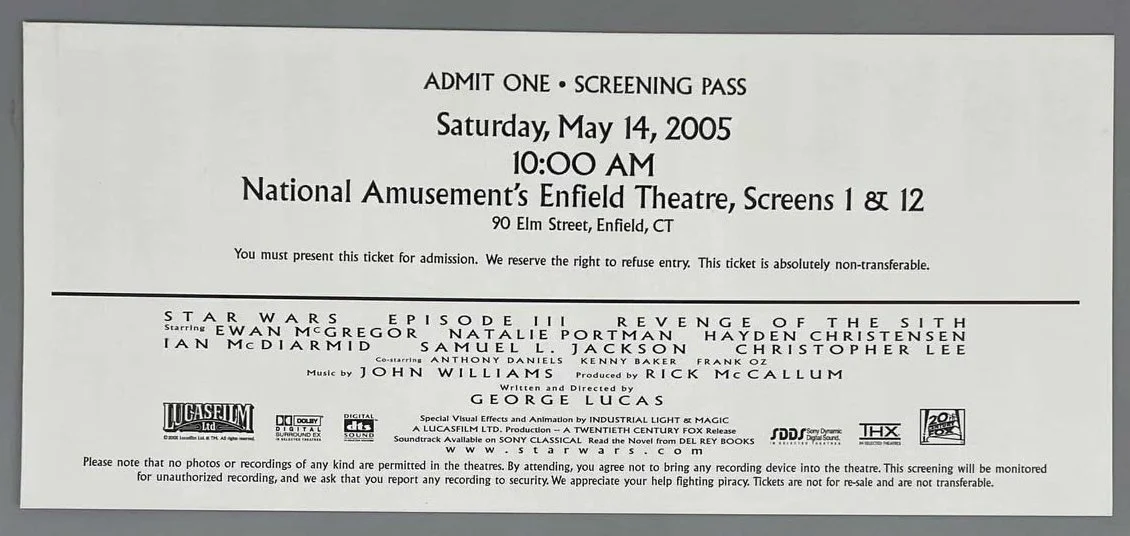 ADMIT ONE • SCREENING PASS
Saturday, May 14, 2005
10:00 AM
National Amusement's Enfield Theatre, Screens 1 & 12
90 Elm Street, Enfield, CT
You must present this ticket for admission. We reserve the right to refuse entry. This ticket is absolutely non-transferable.
STAR WARS EPISODE III REVENGE OF THE SITH
Starring EWAN McGREGOR NATALIE PORTMAN HAYDEN CHRISTENSEN
IAN McDIARMID SAMUEL L. JACKSON CHRISTOPHER LEE
Co-starring ANTHONY DANIELS KENNY BAKER FRANK OZ
Music by JOHN WILLIAMS Produced by RICK McCALLUM
Written and Directed by
GEORGE LUCAS
LUCASFILM Ltd
DOLBY DIGITAL SURROUND EX IN SELECTED THEATRES
DIGITAL dts SOUND
Special Visual Effects and Animation by INDUSTRIAL LIGHT & MAGIC
A LUCASFILM LTD. Production – A TWENTIETH CENTURY FOX Release
Soundtrack Available on SONY CLASSICAL Read the Novel from DEL REY BOOKS
www.starwars.com
SDDS Sony Dynamic Digital Sound. IN SELECTED THEATRES
THX IN SELECTED THEATRES
20th CENTURY FOX
Please note that no photos or recordings of any kind are permitted in the theatres. By attending, you agree not to bring any recording device into the theatre. This screening will be monitored
for unauthorized recording, and we ask that you report any recording to security. We appreciate your help fighting piracy. Tickets are not for re-sale and are not transferable.